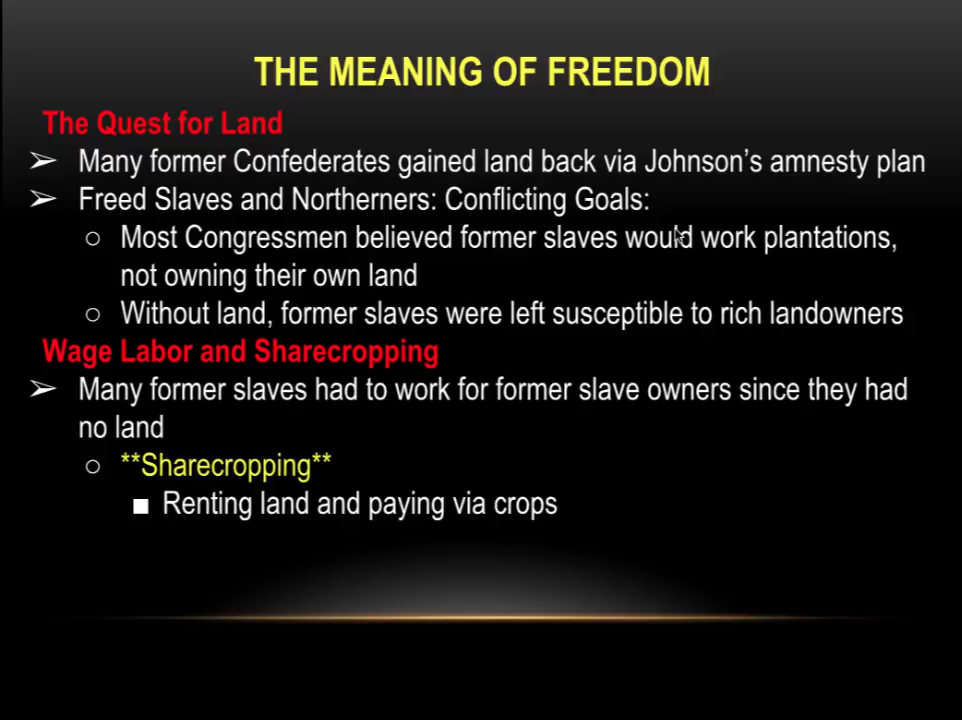 THE MEANING OF FREEDOM
The Quest for Land
➢ Many former Confederates gained land back via Johnson’s amnesty plan
➢ Freed Slaves and Northerners: Conflicting Goals:
○ Most Congressmen believed former slaves would work plantations,
not owning their own land
○ Without land, former slaves were left susceptible to rich landowners
Wage Labor and Sharecropping
➢ Many former slaves had to work for former slave owners since they had
no land
○ **Sharecropping**
■ Renting land and paying via crops